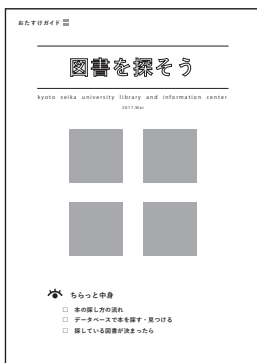 おたすけガイド
図書を探そう
kyoto seika university library and information center
2017.Mar
ちらっと中身
□ 本の探し方の流れ
□ データベースで本を探す・見つける
□ 探している図書が決まったら